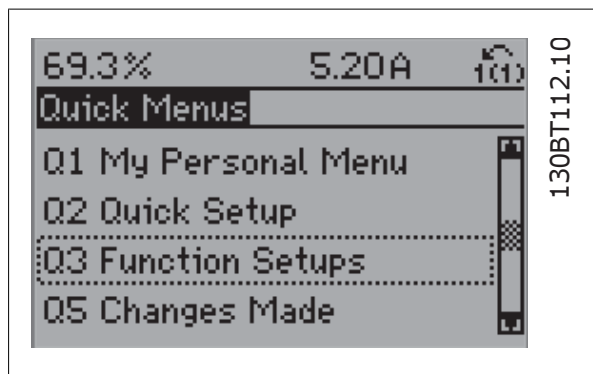 69.3% 5.20A 1(1)
Quick Menus
Q1 My Personal Menu
Q2 Quick Setup
Q3 Function Setups
Q5 Changes Made
130BT112.10